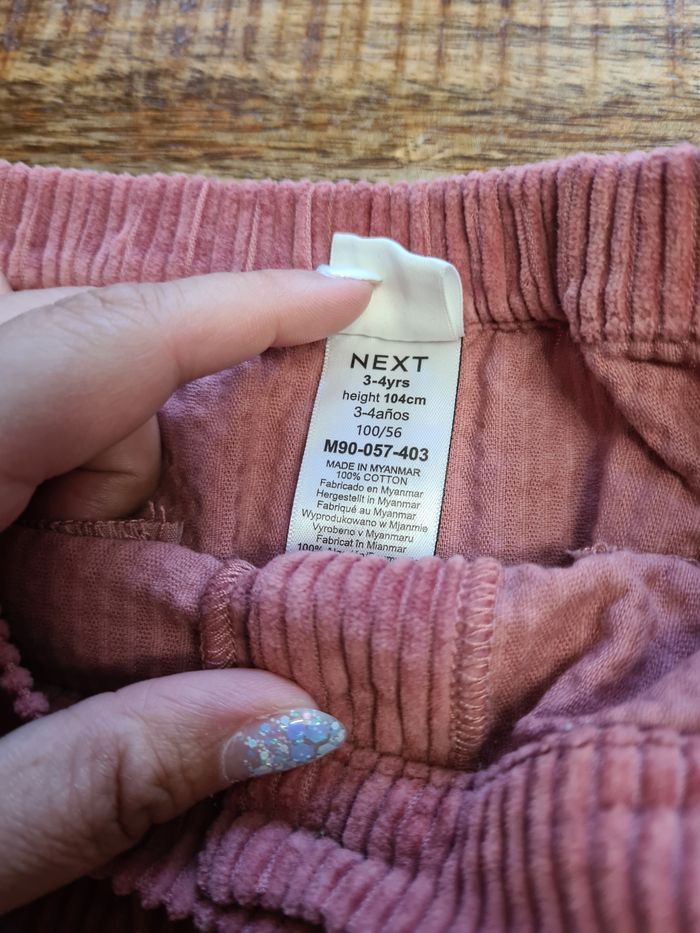 NEXT
3-4yrs
height 104cm
3-4años
100/56
M90-057-403
MADE IN MYANMAR
100% COTTON
Fabricado en Myanmar
Hergestellt in Myanmar
Fabriqué au Myanmar
Wyprodukowano w Mjanmie
Vyrobeno v Myanmaru
Fabricat în Mianmar
100%